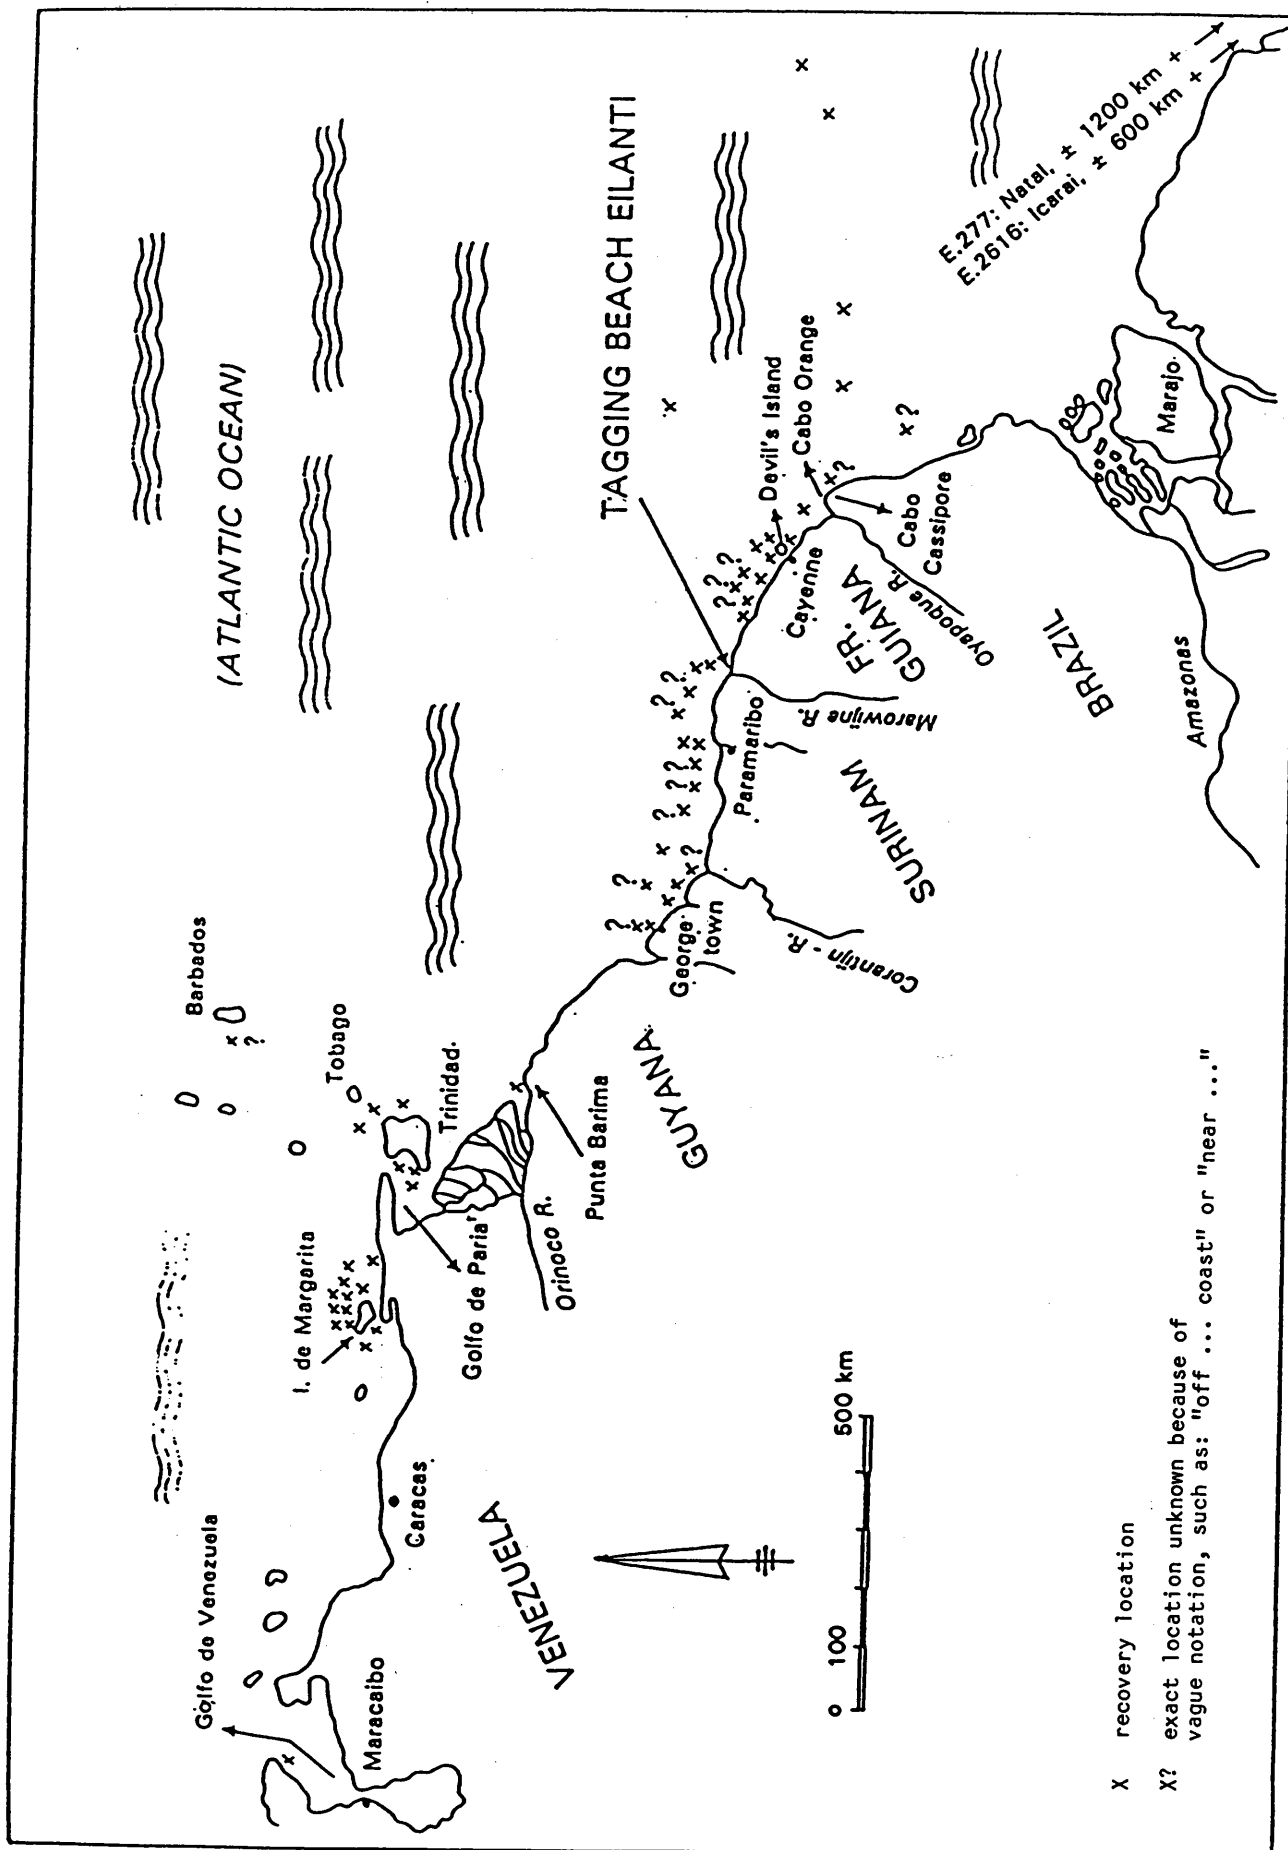 (ATLANTIC OCEAN)
Barbados
x
?
Tobago
Trinidad.
I. de Margarita
Golfo de Venezuela
Maracaibo
Caracas
VENEZUELA
Golfo de Paria
Orinoco R.
Punta Barima
GUYANA
George
town
Corantijn - R.
SURINAM
Paramaribo
Marowijne R.
TAGGING BEACH EILANTI
FR.
GUIANA
Cayenne
Devil's Island
Cabo Orange
Cabo
Cassipore
Oyapoque R.
BRAZIL
Amazonas
Marajo.
x?
E.277: Natal, ± 1200 km x
E.2616: Icarai, ± 600 km x
0 100 500 km
X recovery location
X? exact location unknown because of
vague notation, such as: "off ... coast" or "near ..."